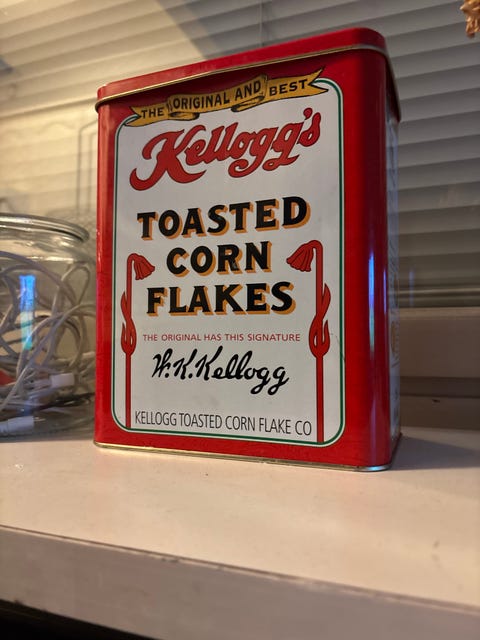 THE ORIGINAL AND BEST
Kellogg's
TOASTED
CORN
FLAKES
THE ORIGINAL HAS THIS SIGNATURE
W.K.Kellogg
KELLOGG TOASTED CORN FLAKE CO